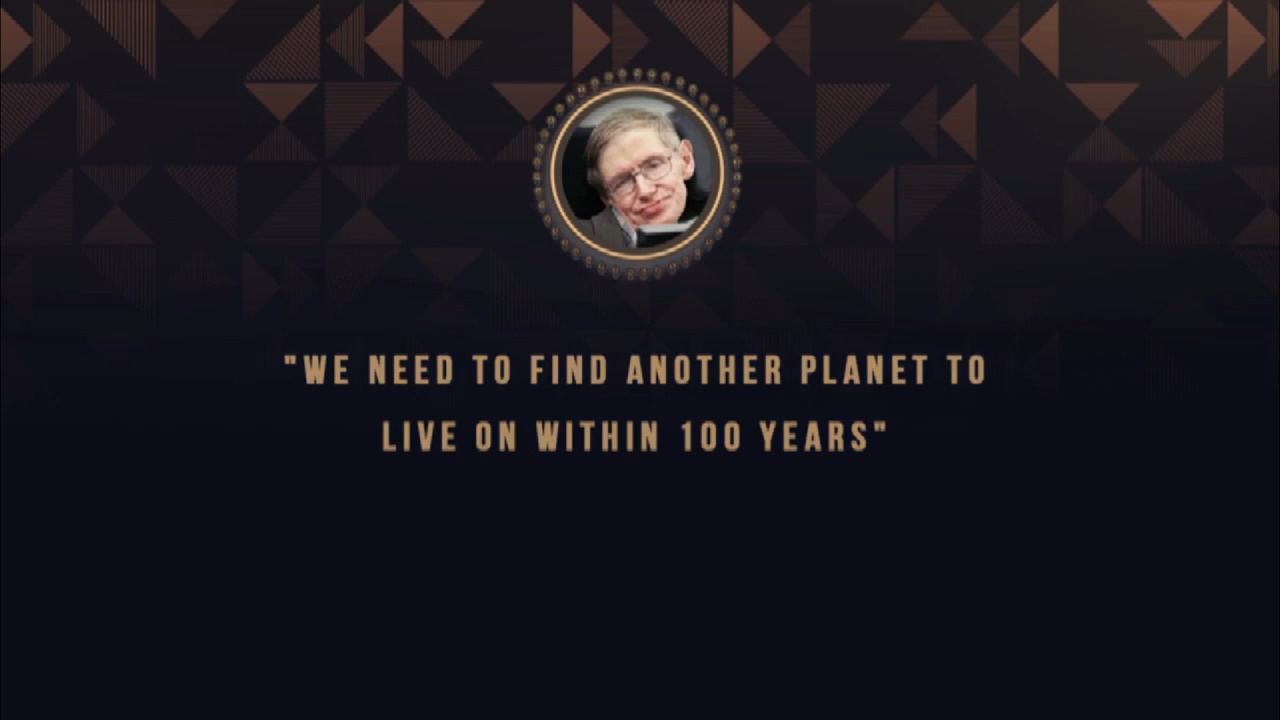 "WE NEED TO FIND ANOTHER PLANET TO
LIVE ON WITHIN 100 YEARS"